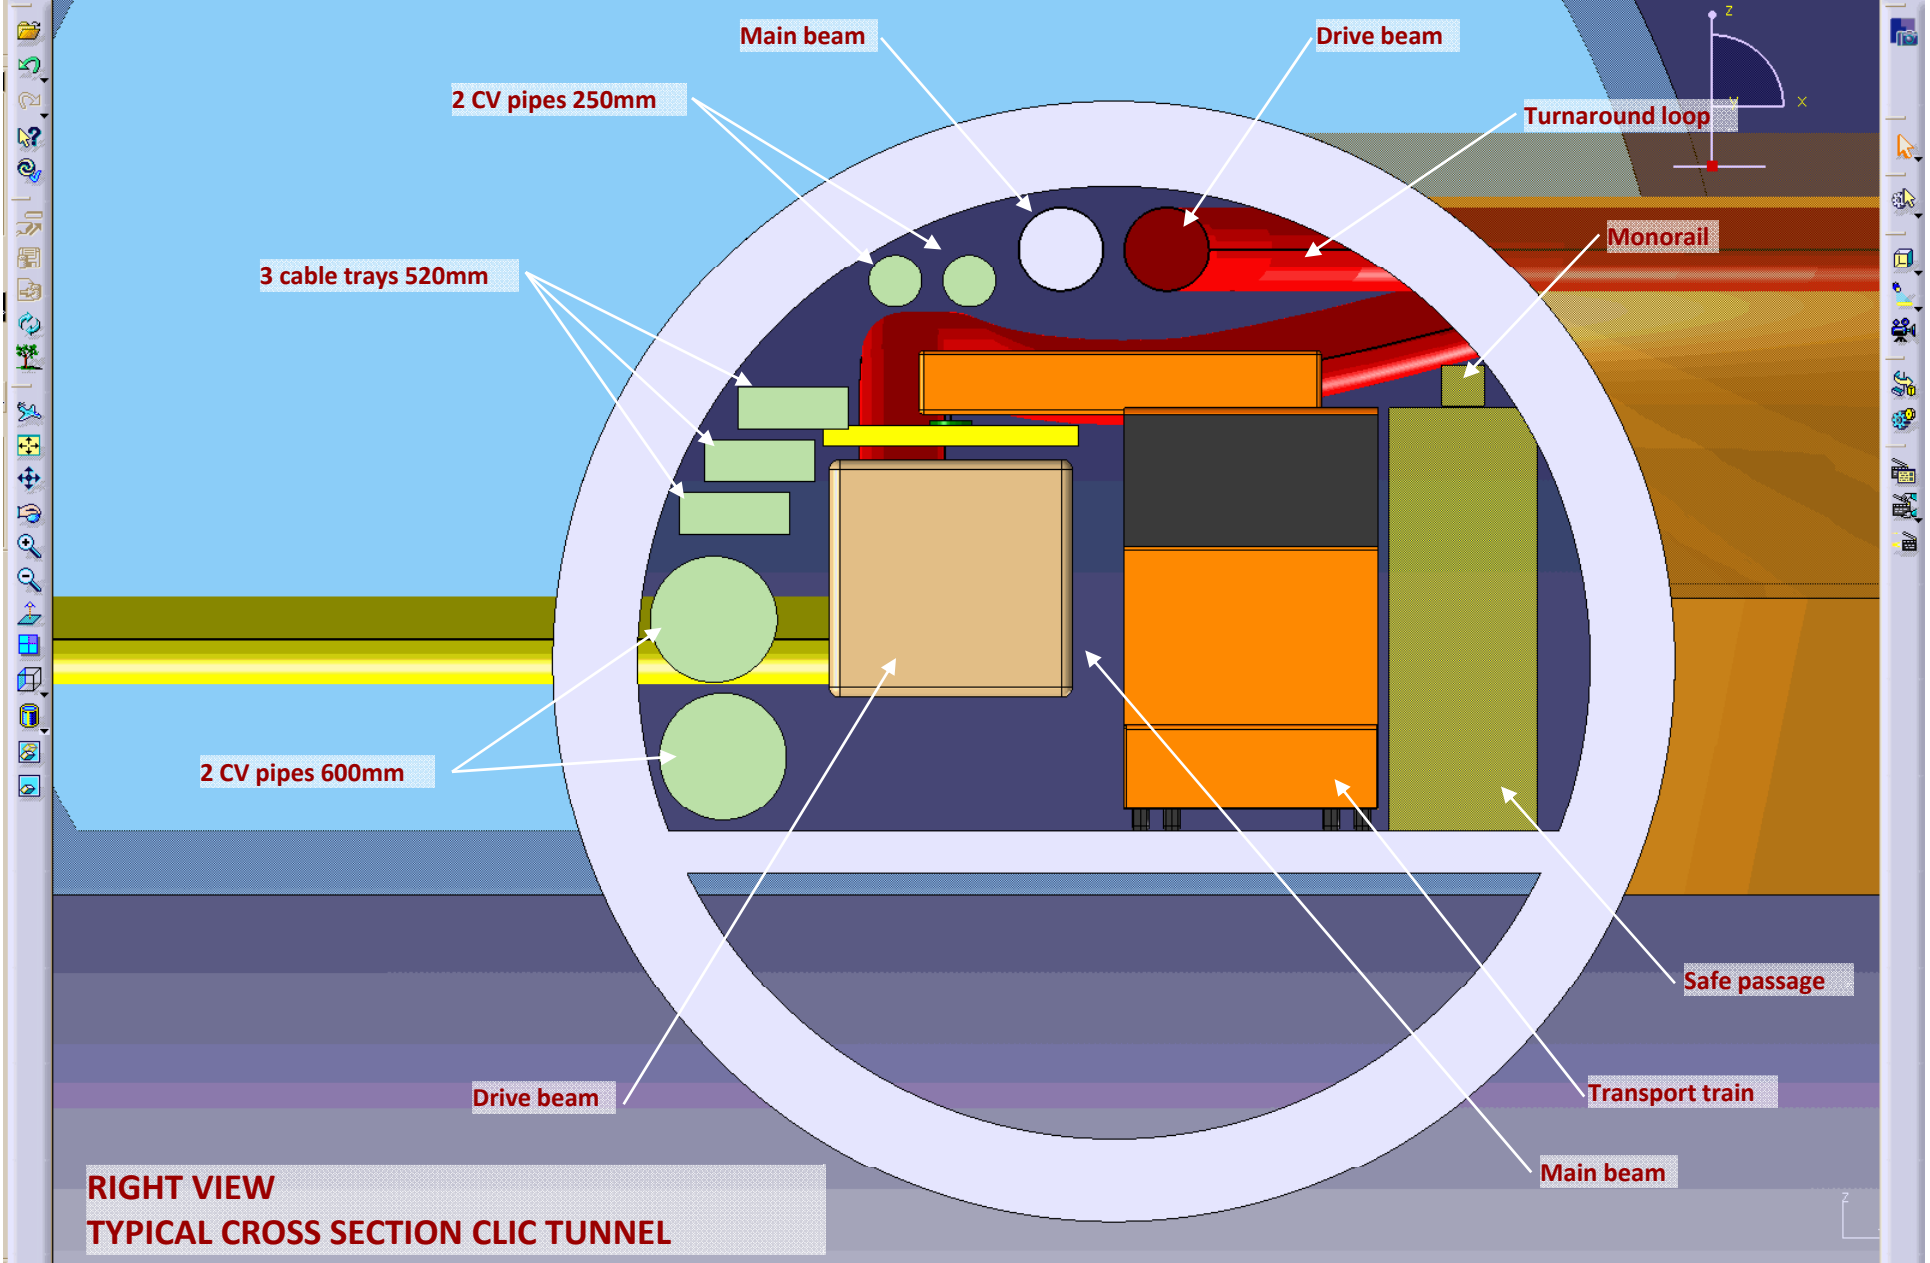 Main beam
Drive beam
2 CV pipes 250mm
Turnaround loop
Monorail
3 cable trays 520mm
2 CV pipes 600mm
Safe passage
Drive beam
Transport train
Main beam
RIGHT VIEW
TYPICAL CROSS SECTION CLIC TUNNEL
z
x
y
z